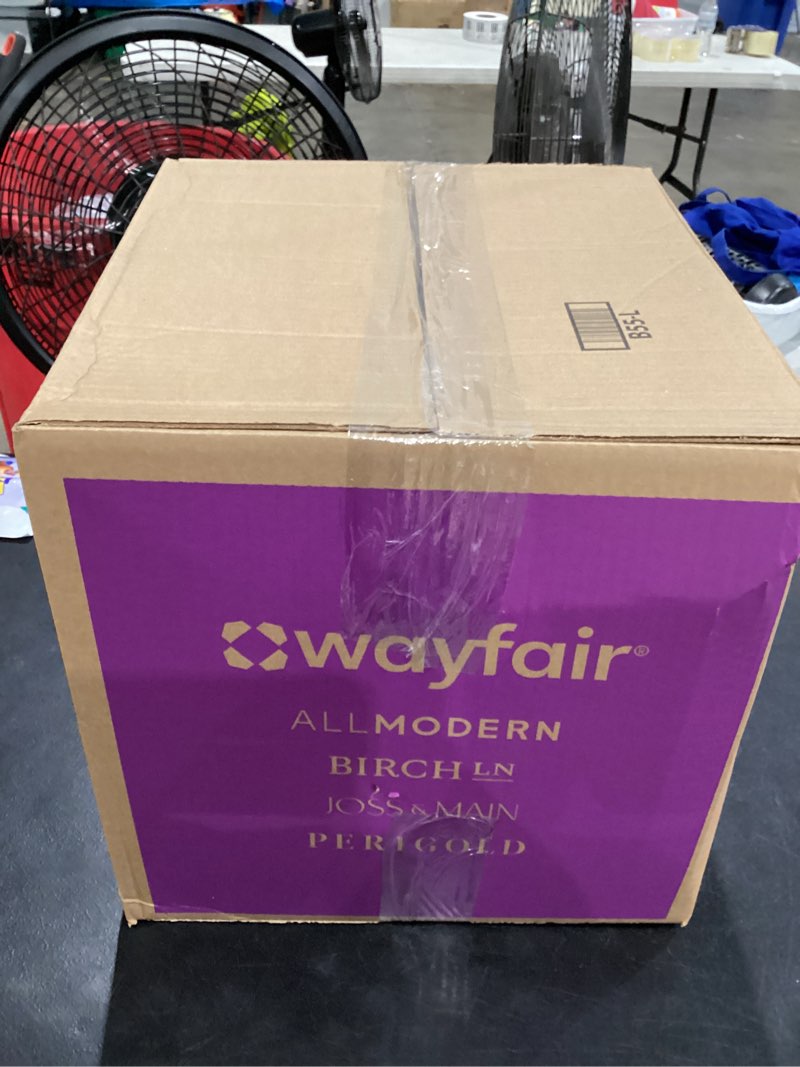 B55-L
wayfair®
ALLMODERN
BIRCH LN
JOSS & MAIN
PERIGOLD